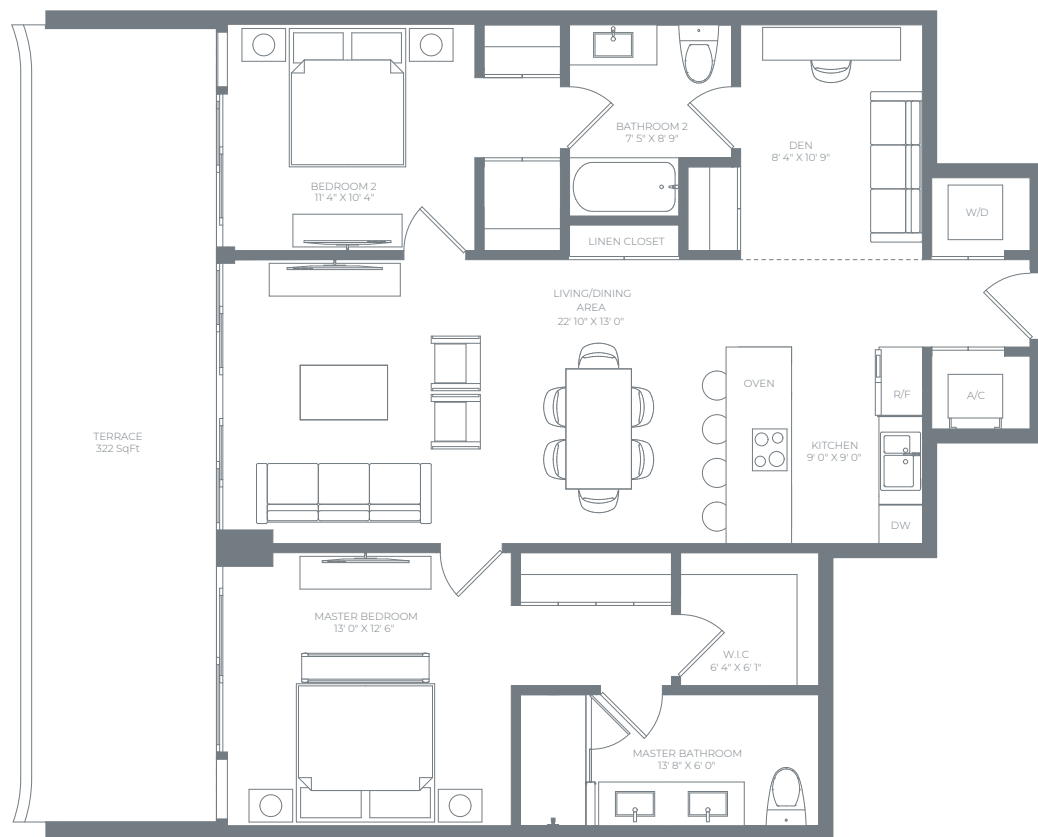 BATHROOM 2
7' 5" X 8' 9"
DEN
8' 4" X 10' 9"
BEDROOM 2
11' 4" X 10' 4"
W/D
LINEN CLOSET
LIVING/DINING
AREA
22' 10" X 13' 0"
OVEN
R/F
A/C
TERRACE
322 SqFt
KITCHEN
9' 0" X 9' 0"
DW
MASTER BEDROOM
13' 0" X 12' 6"
W.I.C
6' 4" X 6' 1"
MASTER BATHROOM
13' 8" X 6' 0"